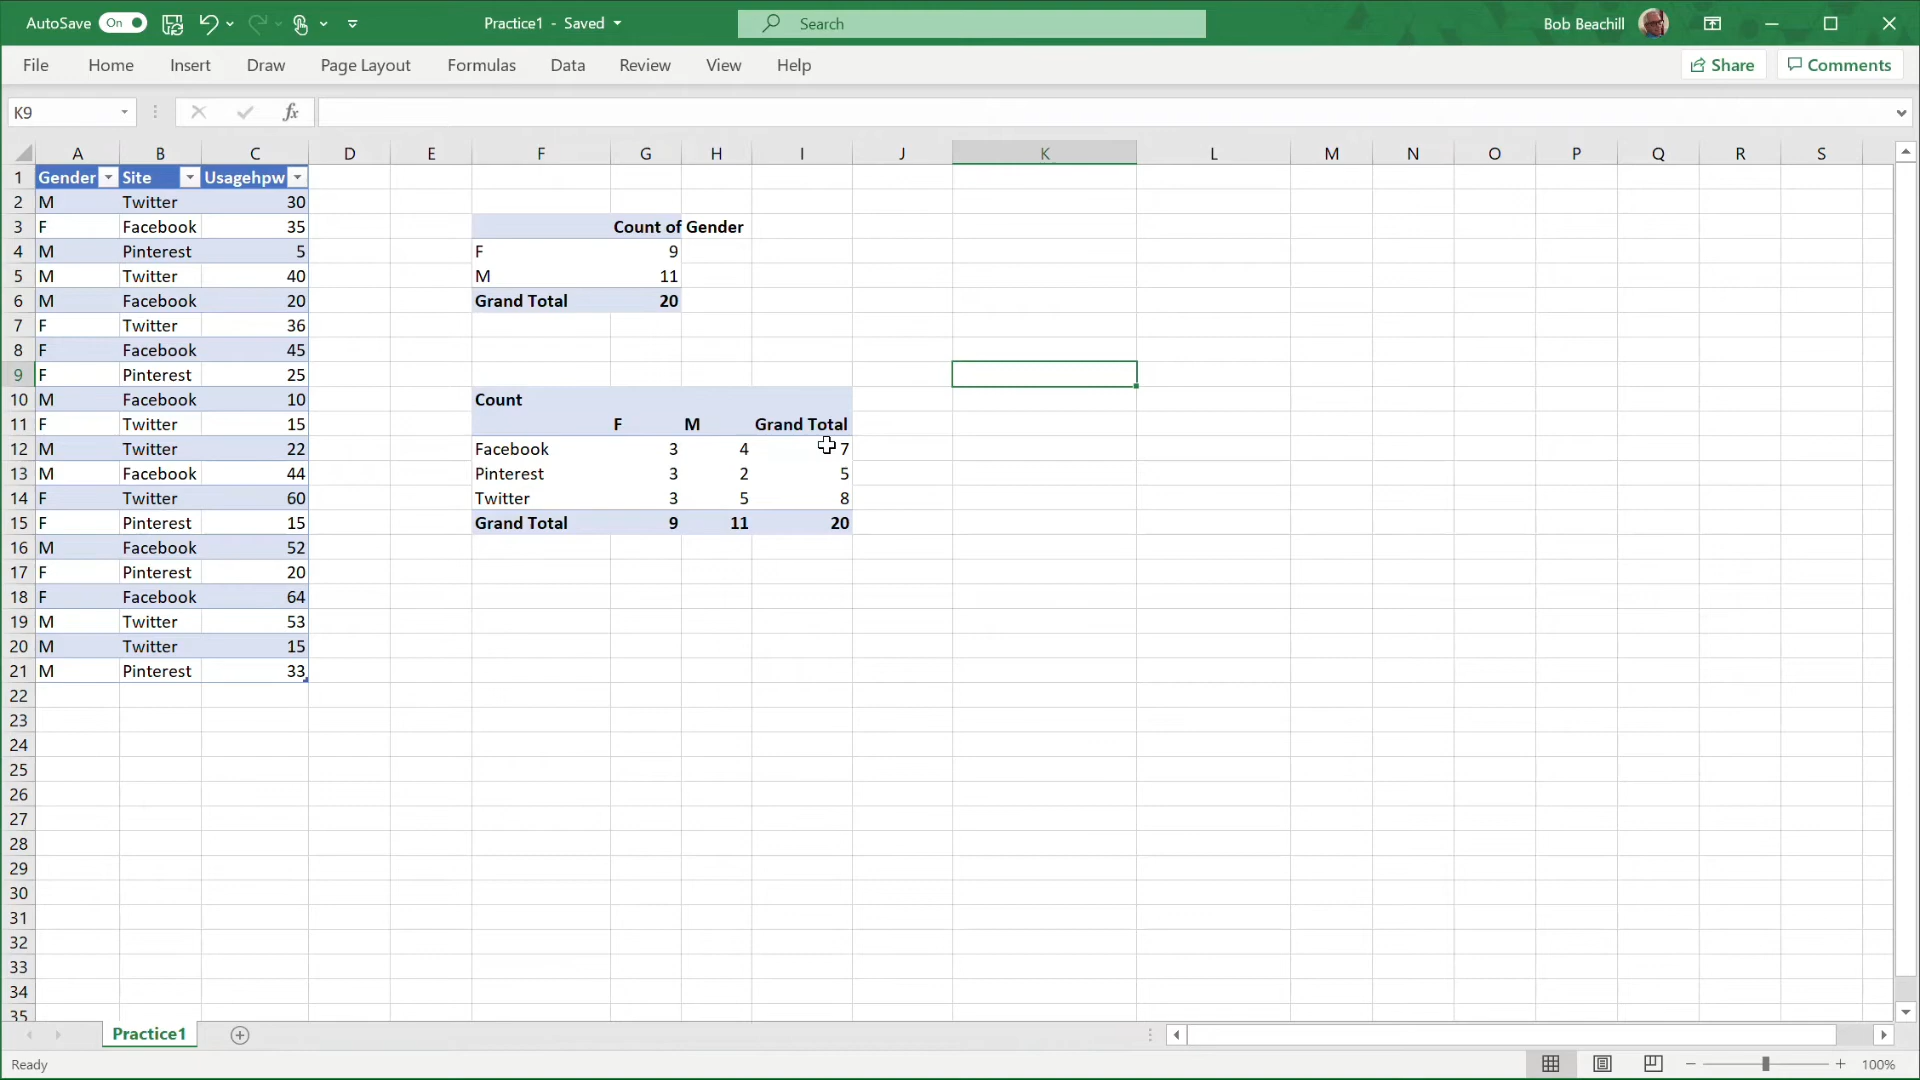 AutoSave On Practice1 - Saved Search Bob Beachill
File Home Insert Draw Page Layout Formulas Data Review View Help Share Comments
K9 fx
A B C D E F G H I J K L M N O P Q R S
1 Gender Site Usagehpw
2 M Twitter 30
3 F Facebook 35 Count of Gender
4 M Pinterest 5 F 9
5 M Twitter 40 M 11
6 M Facebook 20 Grand Total 20
7 F Twitter 36
8 F Facebook 45
9 F Pinterest 25
10 M Facebook 10 Count
11 F Twitter 15 F M Grand Total
12 M Twitter 22 Facebook 3 4 7
13 M Facebook 44 Pinterest 3 2 5
14 F Twitter 60 Twitter 3 5 8
15 F Pinterest 15 Grand Total 9 11 20
16 M Facebook 52
17 F Pinterest 20
18 F Facebook 64
19 M Twitter 53
20 M Twitter 15
21 M Pinterest 33
22
23
24
25
26
27
28
29
30
31
32
33
34
35
Practice1
Ready 100%